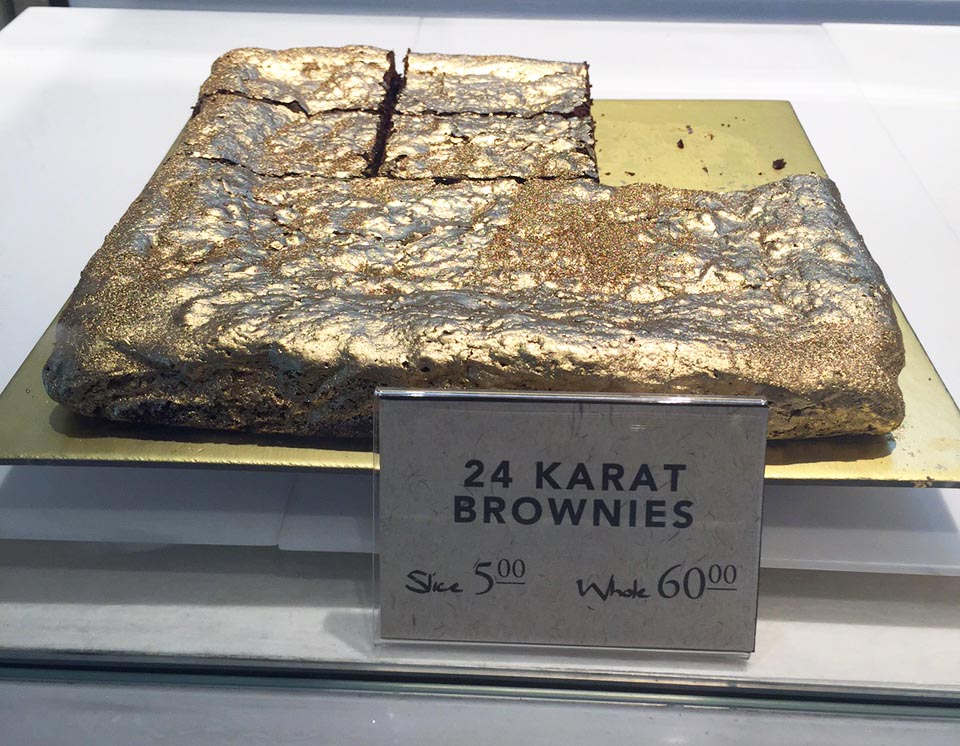 24 KARAT
BROWNIES
Slice 5.00 Whole 60.00